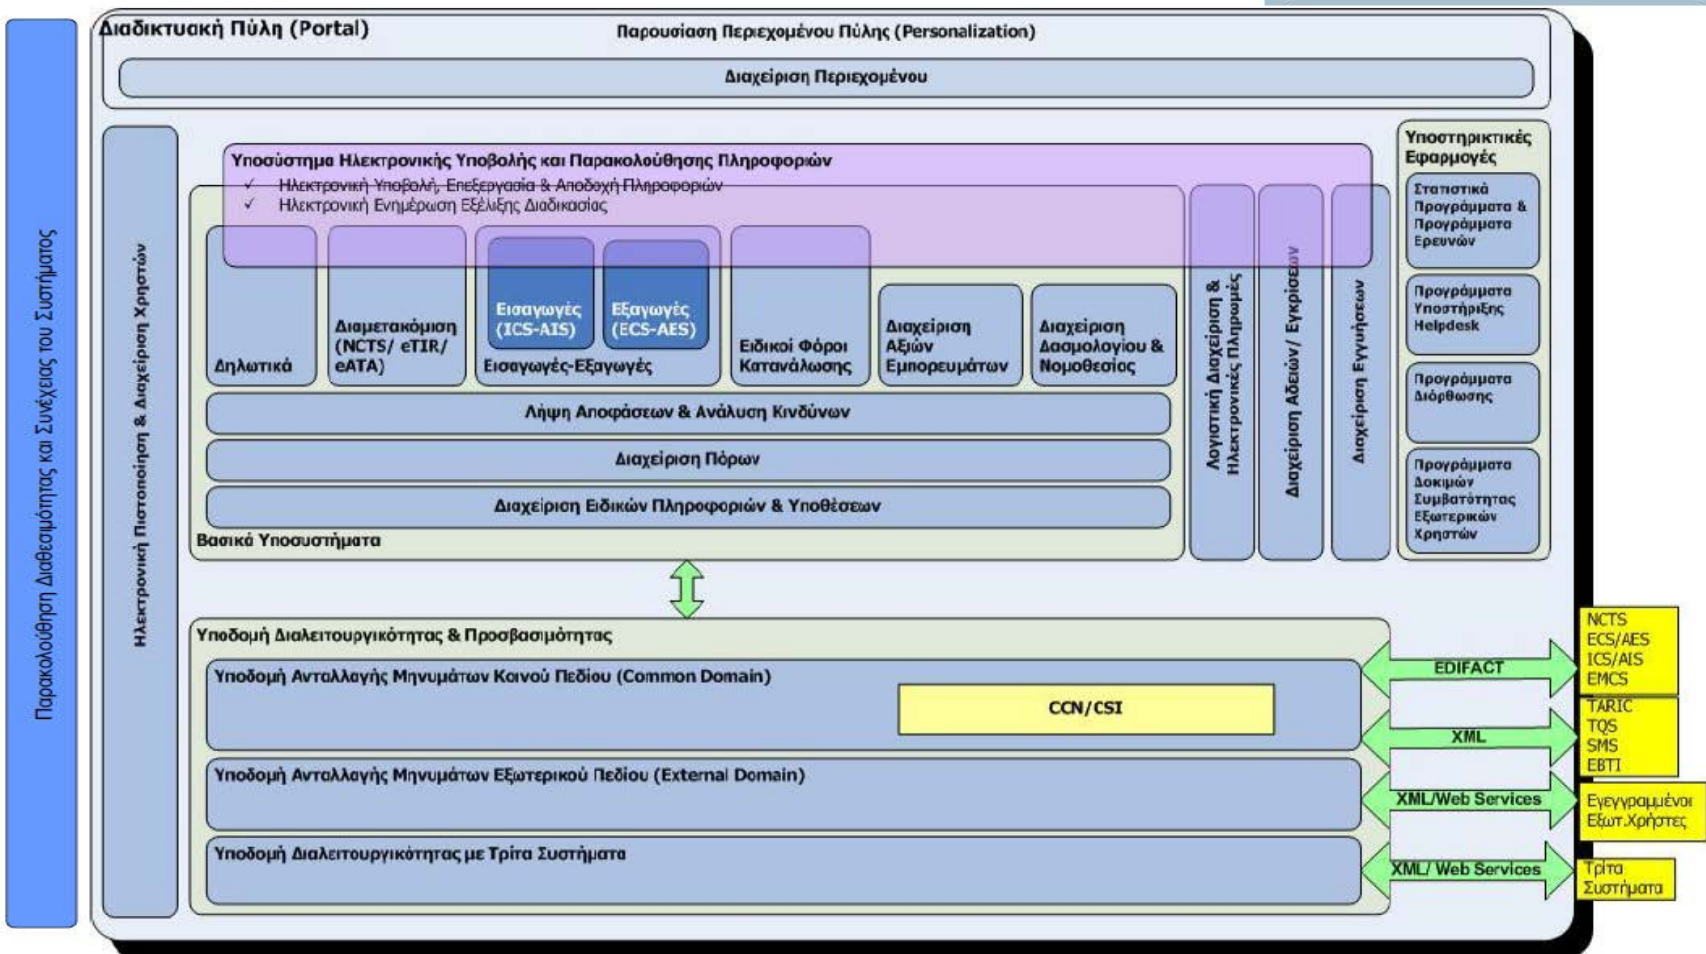 Διαδικτυακή Πύλη (Portal)
Παρουσίαση Περιεχομένου Πύλης (Personalization)
Διαχείριση Περιεχομένου
Παρακολούθηση Διαθεσιμότητας και Συνέχειας του Συστήματος
Ηλεκτρονική Πιστοποίηση & Διαχείριση Χρηστών
Υποσύστημα Ηλεκτρονικής Υποβολής και Παρακολούθησης Πληροφοριών
✓ Ηλεκτρονική Υποβολή, Επεξεργασία & Αποδοχή Πληροφοριών
✓ Ηλεκτρονική Ενημέρωση Εξέλιξης Διαδικασίας
Δηλωτικά
Διαμετακόμιση
(NCTS/ eTIR/
eATA)
Εισαγωγές
(ICS-AIS)
Εξαγωγές
(ECS-AES)
Εισαγωγές-Εξαγωγές
Ειδικοί Φόροι
Κατανάλωσης
Διαχείριση
Αξιών
Εμπορευμάτων
Διαχείριση
Δασμολογίου &
Νομοθεσίας
Λήψη Αποφάσεων & Ανάλυση Κινδύνων
Διαχείριση Πόρων
Διαχείριση Ειδικών Πληροφοριών & Υποθέσεων
Βασικά Υποσυστήματα
Λογιστική Διαχείριση &
Ηλεκτρονικές Πληρωμές
Διαχείριση Αδειών/ Εγκρίσεων
Διαχείριση Εγγυήσεων
Υποστηρικτικές
Εφαρμογές
Στατιστικά
Προγράμματα &
Προγράμματα
Ερευνών
Προγράμματα
Υποστήριξης
Helpdesk
Προγράμματα
Διόρθωσης
Προγράμματα
Δοκιμών
Συμβατότητας
Εξωτερικών
Χρηστών
Υποδομή Διαλειτουργικότητας & Προσβασιμότητας
Υποδομή Ανταλλαγής Μηνυμάτων Κοινού Πεδίου (Common Domain)
CCN/CSI
Υποδομή Ανταλλαγής Μηνυμάτων Εξωτερικού Πεδίου (External Domain)
Υποδομή Διαλειτουργικότητας με Τρίτα Συστήματα
EDIFACT
XML
XML/Web Services
XML/ Web Services
NCTS
ECS/AES
ICS/AIS
EMCS
TARIC
TQS
SMS
EBTI
Εγεγγραμμένοι
Εξωτ.Χρήστες
Τρίτα
Συστήματα